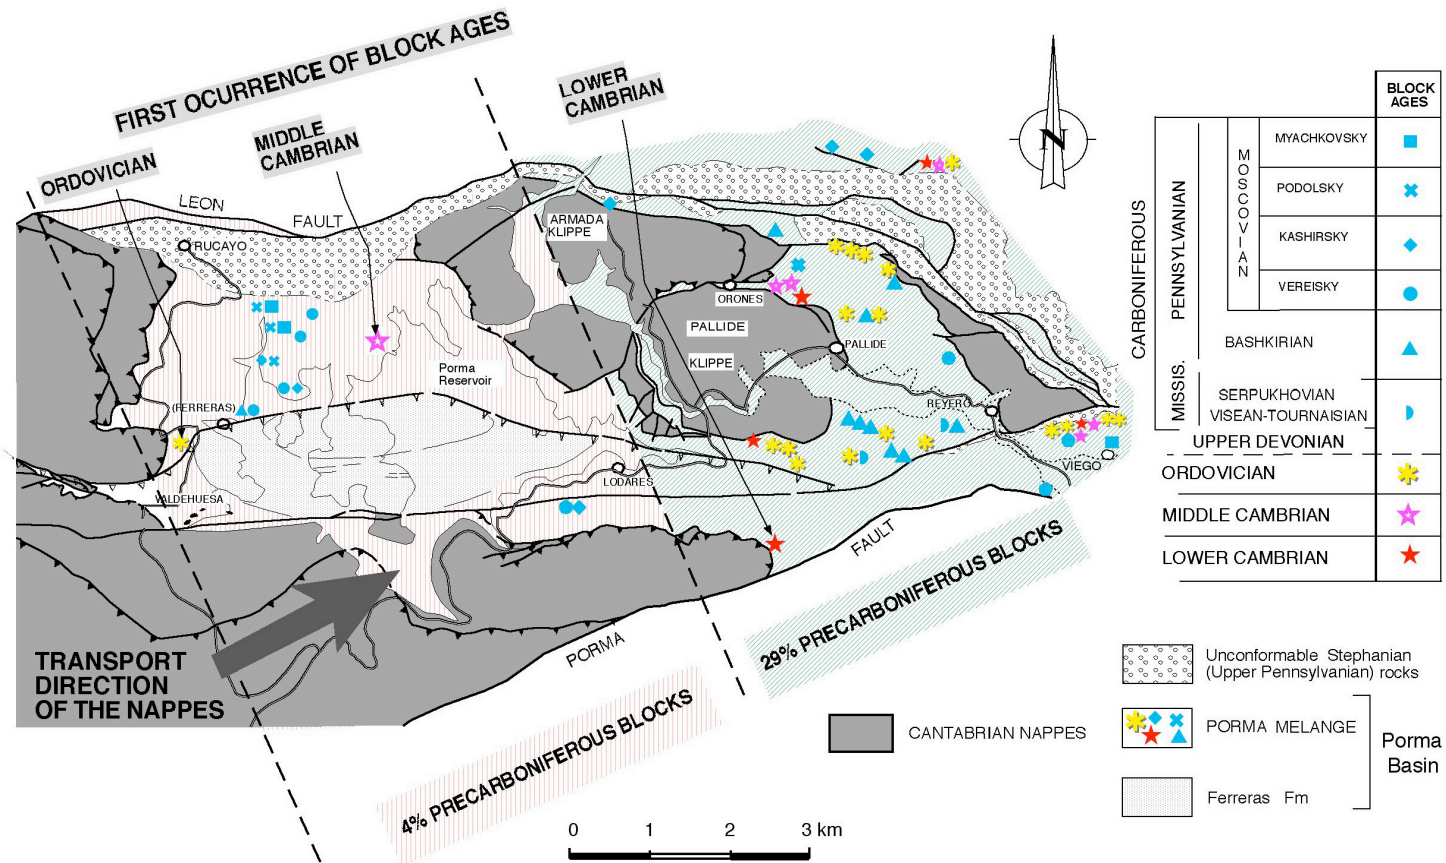 FIRST OCURRENCE OF BLOCK AGES
ORDOVICIAN
MIDDLE
CAMBRIAN
LOWER
CAMBRIAN
LEON
FAULT
RUCAYO
ARMADA
KLIPPE
ORONES
PALLIDE
KLIPPE
PALLIDE
Porma
Reservoir
(FERRERAS)
REYERO
VIEGO
LODARES
VALDEHUESA
FAULT
PORMA
TRANSPORT
DIRECTION
OF THE NAPPES
4% PRECARBONIFEROUS BLOCKS
29% PRECARBONIFEROUS BLOCKS
N
BLOCK
AGES
CARBONIFEROUS
PENNSYLVANIAN
MISSIS.
MOSCOVIAN
MYACHKOVSKY
PODOLSKY
KASHIRSKY
VEREISKY
BASHKIRIAN
SERPUKHOVIAN
VISEAN-TOURNAISIAN
UPPER DEVONIAN
ORDOVICIAN
MIDDLE CAMBRIAN
LOWER CAMBRIAN
Unconformable Stephanian
(Upper Pennsylvanian) rocks
CANTABRIAN NAPPES
PORMA MELANGE
Porma
Basin
Ferreras Fm
0 1 2 3 km